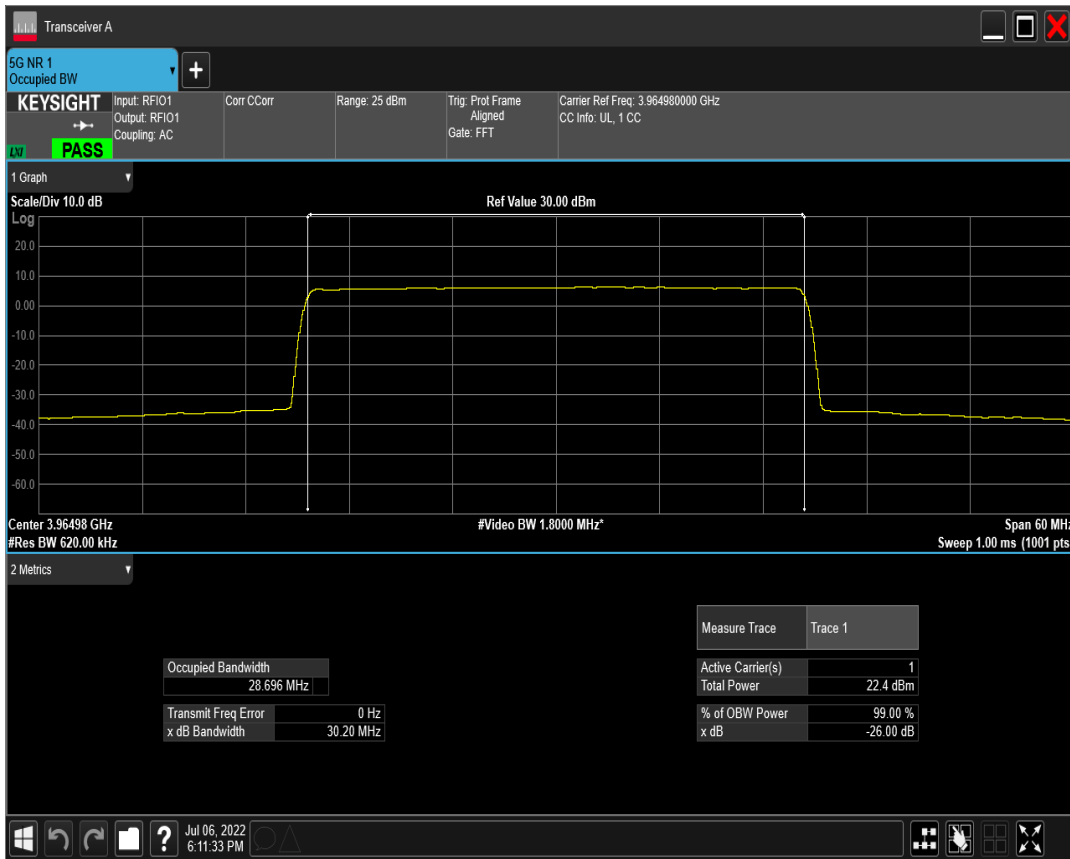 Transceiver A
5G NR 1
Occupied BW
+
KEYSIGHT
LXI
PASS
Input: RFIO1
Output: RFIO1
Coupling: AC
Corr CCorr
Range: 25 dBm
Trig: Prot Frame
Aligned
Gate: FFT
Carrier Ref Freq: 3.964980000 GHz
CC Info: UL, 1 CC
1 Graph
Scale/Div 10.0 dB
Ref Value 30.00 dBm
Log
20.0
10.0
0.00
-10.0
-20.0
-30.0
-40.0
-50.0
-60.0
Center 3.96498 GHz
#Video BW 1.8000 MHz*
Span 60 MHz
#Res BW 620.00 kHz
Sweep 1.00 ms (1001 pts
2 Metrics
Measure Trace Trace 1
Occupied Bandwidth
28.696 MHz
Active Carrier(s) 1
Total Power 22.4 dBm
Transmit Freq Error 0 Hz
x dB Bandwidth 30.20 MHz
% of OBW Power 99.00 %
x dB -26.00 dB
?
Jul 06, 2022
6:11:33 PM